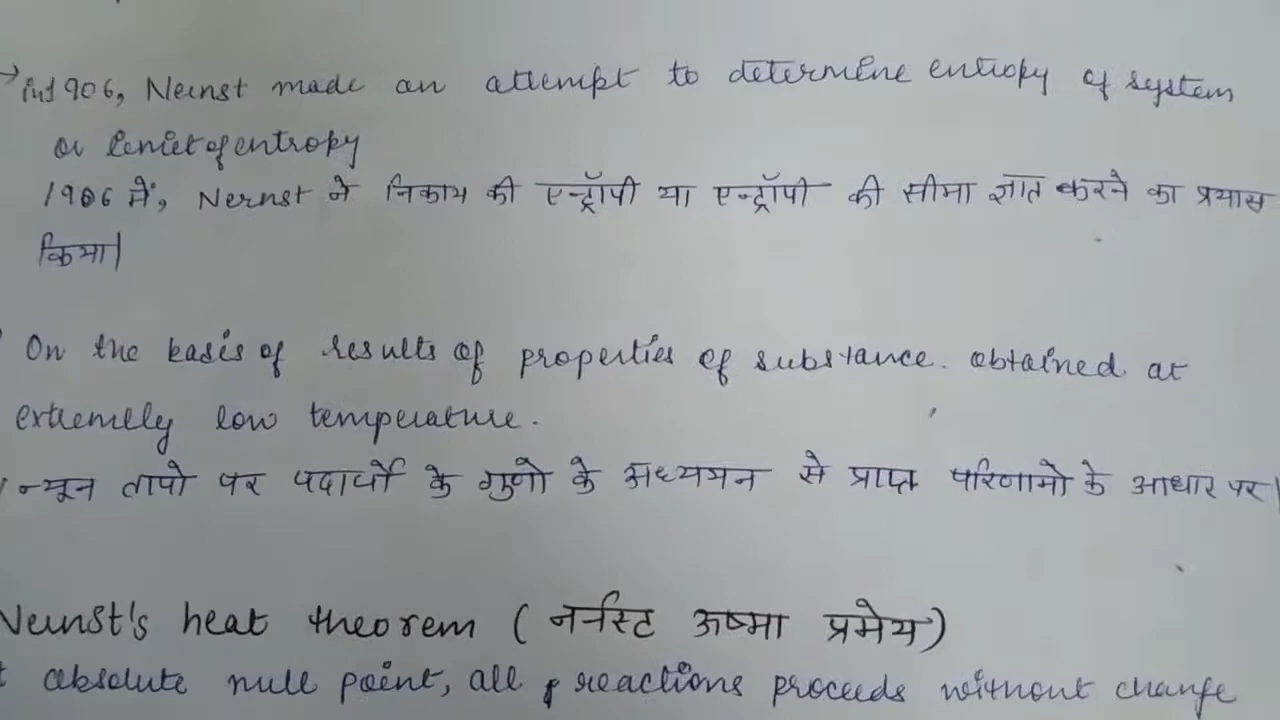 → in 1906, Nernst made an attempt to determine entropy of system
or limit of entropy
1906 में, Nernst ने निकाय की एन्ट्रॉपी या एन्ट्रॉपी की सीमा ज्ञात करने का प्रयास
किया|
On the basis of results of properties of substance. obtained at
extremely low temperature.
न्यून तापो पर पदार्थो के गुणो के अध्ययन से प्राप्त परिणामो के आधार पर|
Nernst's heat theorem ( नर्नस्ट ऊष्मा प्रमेय)
absolute null point, all reactions proceeds without change